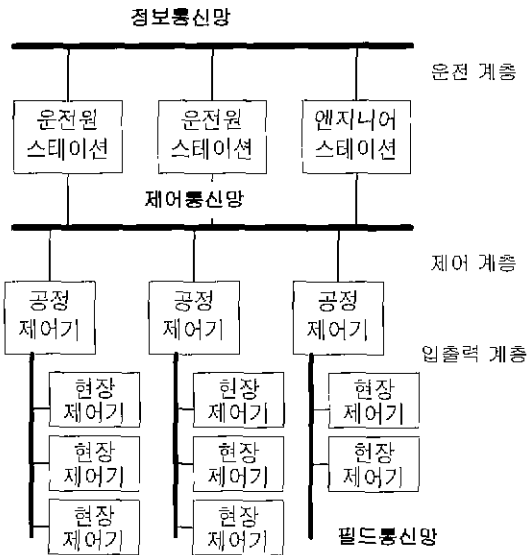 정보통신망
운전 계층
운전원
스테이션
운전원
스테이션
엔지니어
스테이션
제어통신망
제어 계층
공정
제어기
공정
제어기
공정
제어기
입출력 계층
현장
제어기
현장
제어기
현장
제어기
현장
제어기
현장
제어기
현장
제어기
현장
제어기
현장
제어기
필드통신망